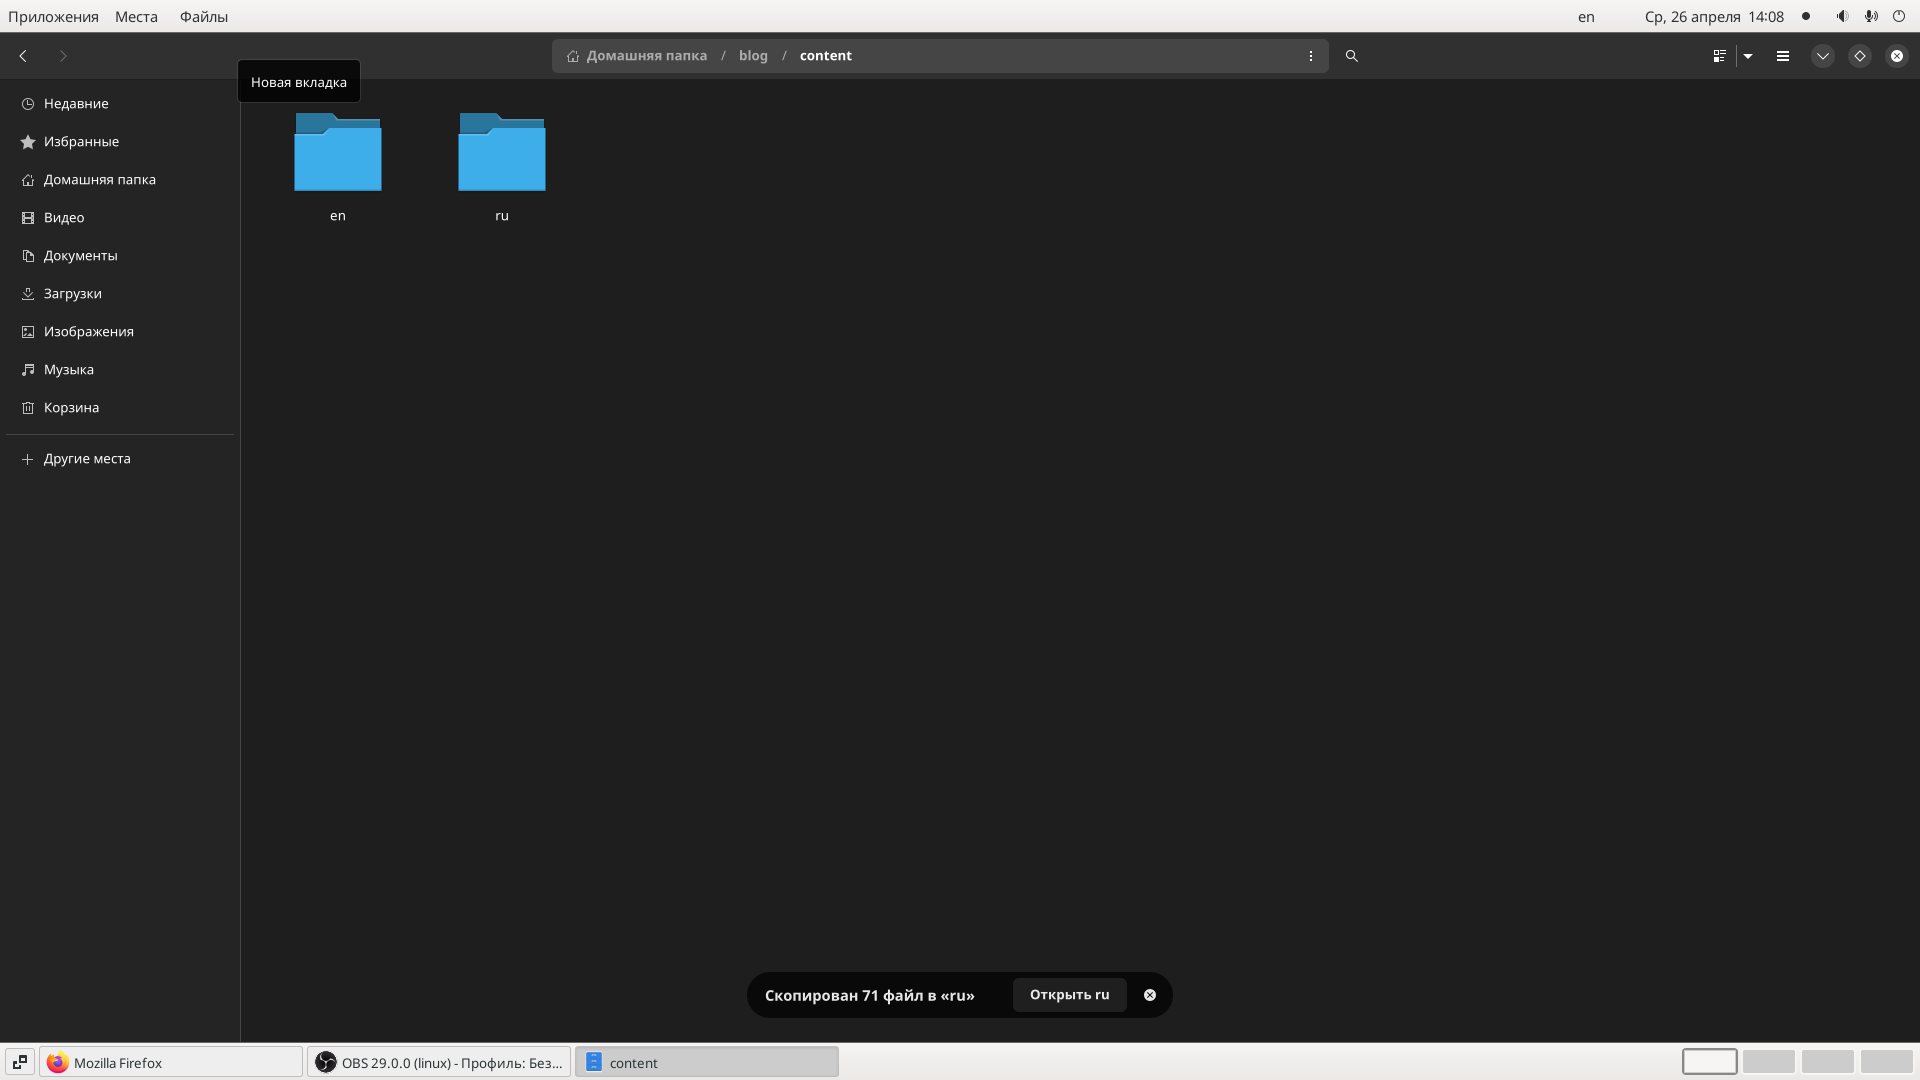 Приложения Места Файлы en Ср, 26 апреля 14:08
Домашняя папка / blog / content
Новая вкладка
Недавние
Избранные
Домашняя папка
Видео
Документы
Загрузки
Изображения
Музыка
Корзина
Другие места
en ru
Скопирован 71 файл в «ru» Открыть ru
Mozilla Firefox OBS 29.0.0 (linux) - Профиль: Без... content